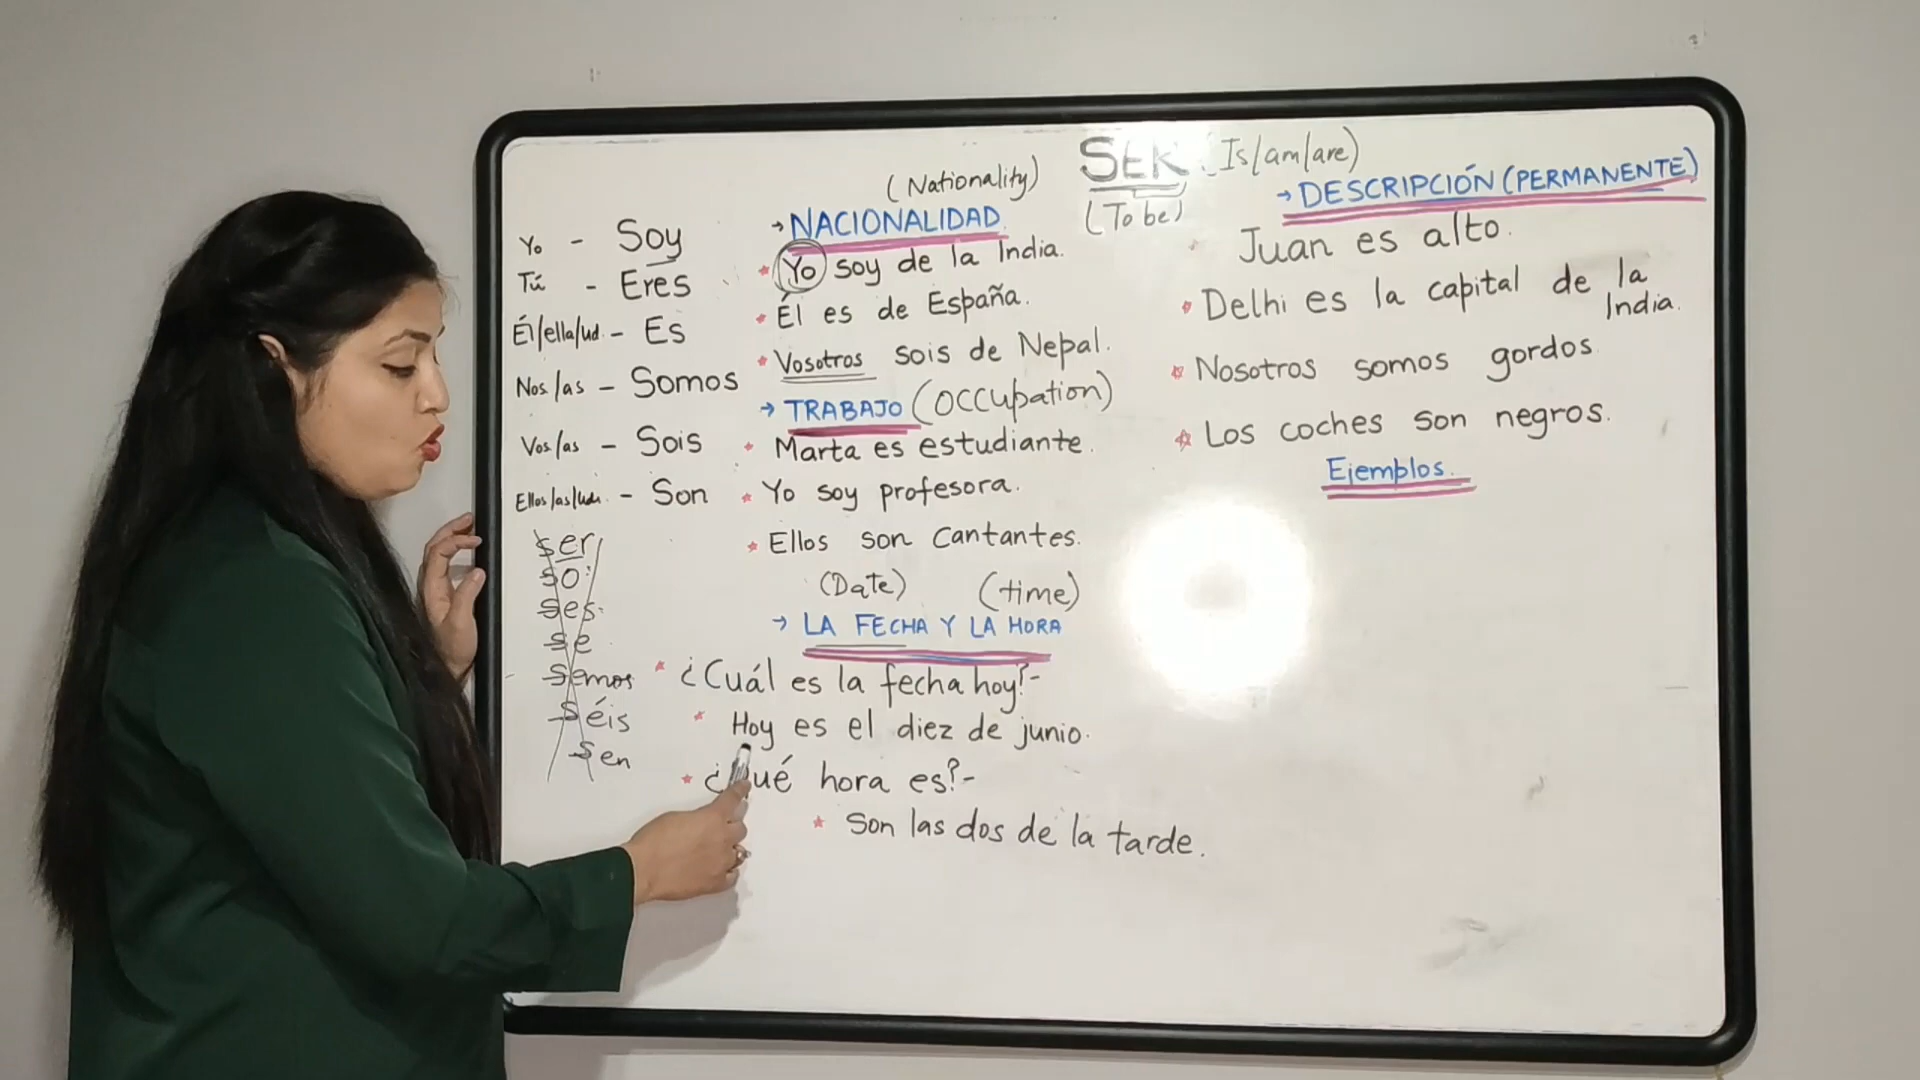 SER (Is/am/are)
(To be)
Yo - Soy
Tú - Eres
Él/ella/ud. - Es
Nos/as - Somos
Vos/as - Sois
Ellos/as/uds. - Son
ser
so
ses
se
semos
séis
sen
(Nationality)
→ NACIONALIDAD
* Yo soy de la India.
* Él es de España.
* Vosotros sois de Nepal.
→ TRABAJO (Occupation)
* Marta es estudiante.
* Yo soy profesora.
* Ellos son cantantes.
(Date) (time)
→ LA FECHA Y LA HORA
* ¿Cuál es la fecha hoy?-
* Hoy es el diez de junio.
* ¿Qué hora es?-
* Son las dos de la tarde.
→ DESCRIPCIÓN (PERMANENTE)
* Juan es alto.
* Delhi es la capital de la
India.
* Nosotros somos gordos.
* Los coches son negros.
Ejemplos.